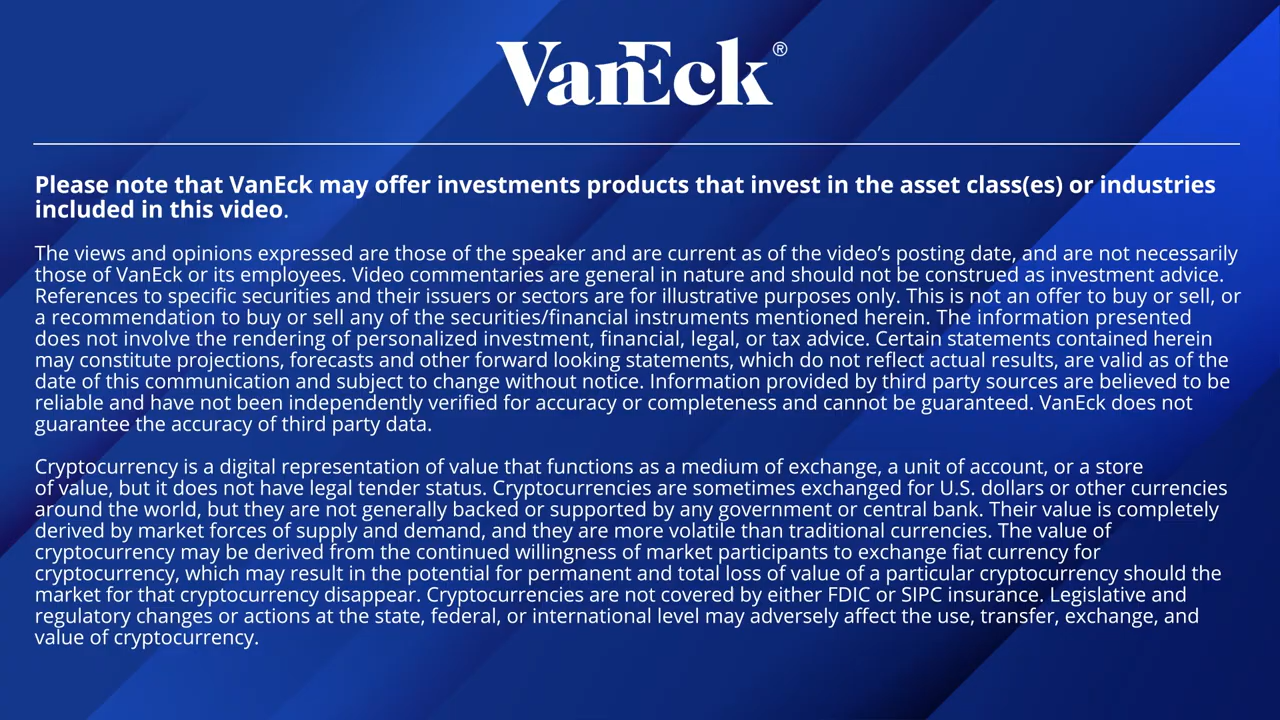 VanEck®
Please note that VanEck may offer investments products that invest in the asset class(es) or industries
included in this video.
The views and opinions expressed are those of the speaker and are current as of the video’s posting date, and are not necessarily
those of VanEck or its employees. Video commentaries are general in nature and should not be construed as investment advice.
References to specific securities and their issuers or sectors are for illustrative purposes only. This is not an offer to buy or sell, or
a recommendation to buy or sell any of the securities/financial instruments mentioned herein. The information presented
does not involve the rendering of personalized investment, financial, legal, or tax advice. Certain statements contained herein
may constitute projections, forecasts and other forward looking statements, which do not reflect actual results, are valid as of the
date of this communication and subject to change without notice. Information provided by third party sources are believed to be
reliable and have not been independently verified for accuracy or completeness and cannot be guaranteed. VanEck does not
guarantee the accuracy of third party data.
Cryptocurrency is a digital representation of value that functions as a medium of exchange, a unit of account, or a store
of value, but it does not have legal tender status. Cryptocurrencies are sometimes exchanged for U.S. dollars or other currencies
around the world, but they are not generally backed or supported by any government or central bank. Their value is completely
derived by market forces of supply and demand, and they are more volatile than traditional currencies. The value of
cryptocurrency may be derived from the continued willingness of market participants to exchange fiat currency for
cryptocurrency, which may result in the potential for permanent and total loss of value of a particular cryptocurrency should the
market for that cryptocurrency disappear. Cryptocurrencies are not covered by either FDIC or SIPC insurance. Legislative and
regulatory changes or actions at the state, federal, or international level may adversely affect the use, transfer, exchange, and
value of cryptocurrency.